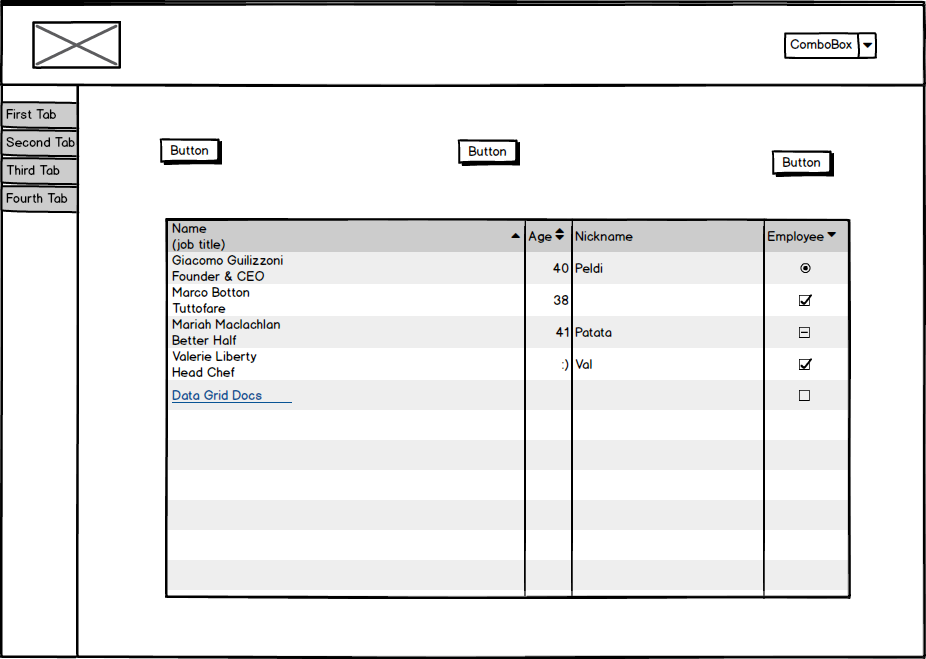 ComboBox
First Tab
Second Tab
Third Tab
Fourth Tab
Button
Button
Button
Name
(job title)
Age
Nickname
Employee
Giacomo Guilizzoni
Founder & CEO
40
Peldi
Marco Botton
Tuttofare
38
Mariah Maclachlan
Better Half
41
Patata
Valerie Liberty
Head Chef
:)
Val
Data Grid Docs